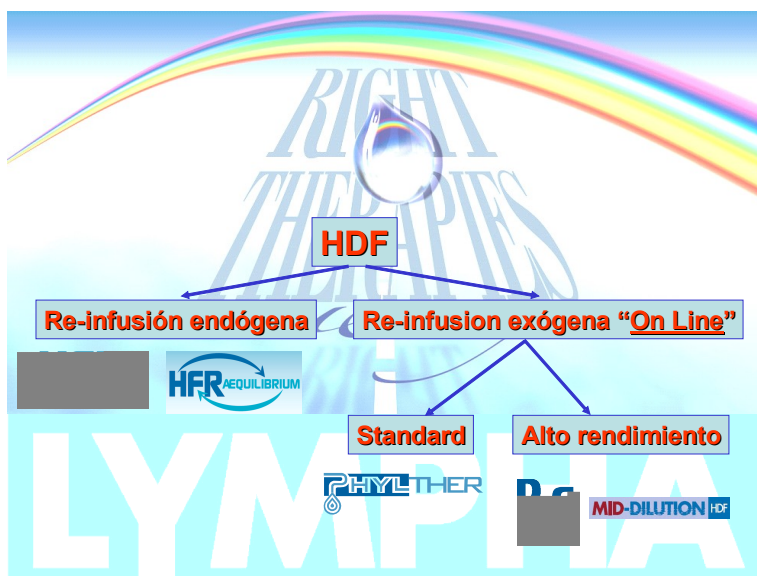 RIGHT
THERAPIES
HDF
Re-infusión endógena
Re-infusion exógena “On Line”
HFR AEQUILIBRIUM
RIGHT
Standard
Alto rendimiento
PHYLTHER
MID-DILUTION HDF
LYMPHA